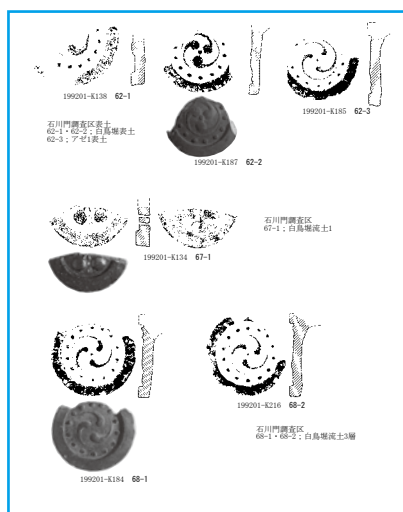 199201-K138 62-1
199201-K185 62-3
石川門調査区表土
62-1・62-2；白鳥堀表土
62-3；アゼ1表土
199201-K187 62-2
石川門調査区
67-1；白鳥堀流土1
199201-K134 67-1
199201-K216 68-2
石川門調査区
68-1・68-2；白鳥堀流土3層
199201-K184 68-1